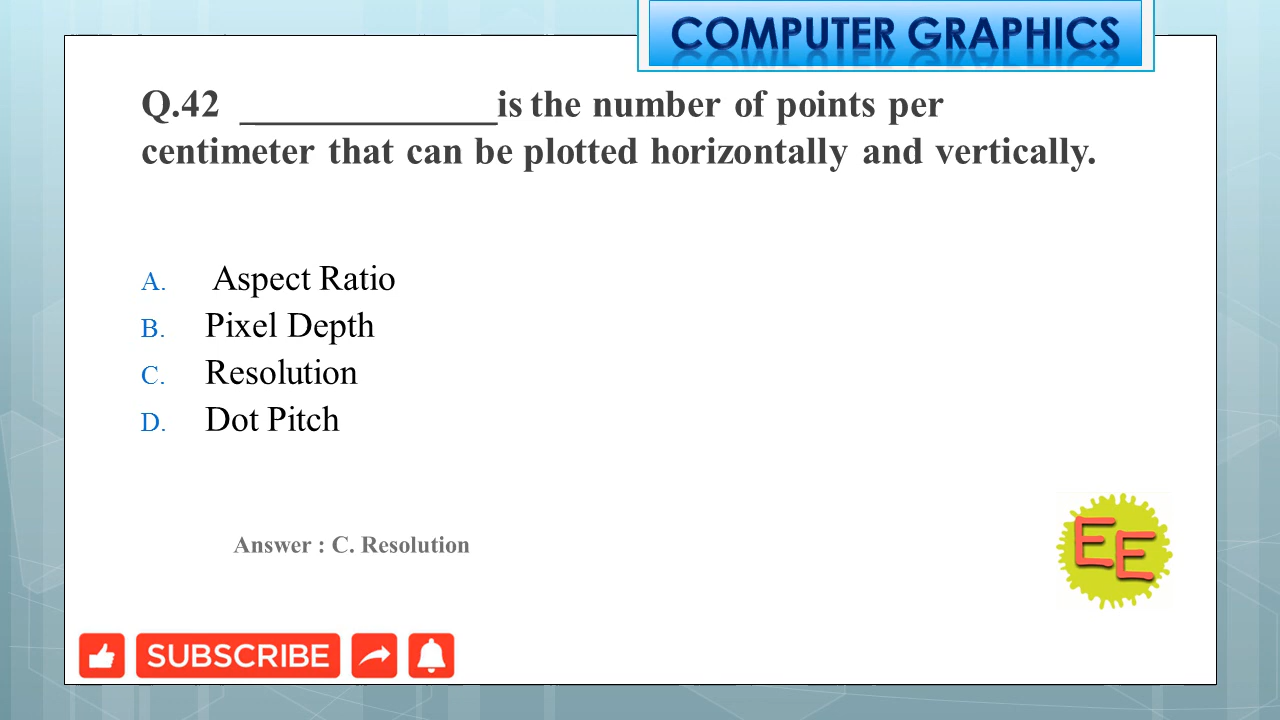 COMPUTER GRAPHICS
Q.42 _____________is the number of points per
centimeter that can be plotted horizontally and vertically.
A. Aspect Ratio
B. Pixel Depth
C. Resolution
D. Dot Pitch
Answer : C. Resolution
EE
SUBSCRIBE